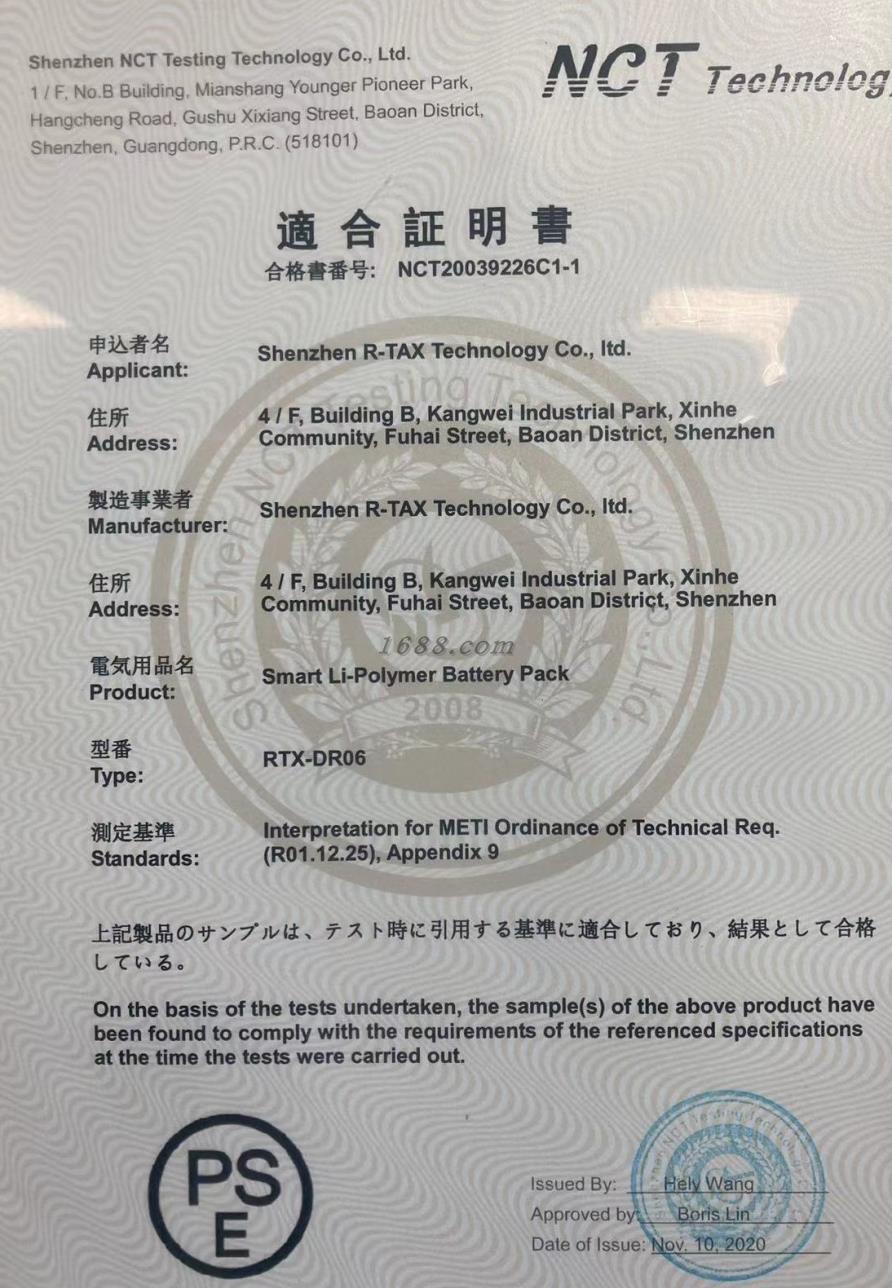 Shenzhen NCT Testing Technology Co., Ltd.
1 / F, No.B Building, Mianshang Younger Pioneer Park,
Hangcheng Road, Gushu Xixiang Street, Baoan District,
Shenzhen, Guangdong, P.R.C. (518101)
NCT Technology
適合証明書
合格書番号: NCT20039226C1-1
申込者名
Applicant: Shenzhen R-TAX Technology Co., ltd.
住所
Address: 4 / F, Building B, Kangwei Industrial Park, Xinhe
Community, Fuhai Street, Baoan District, Shenzhen
製造事業者
Manufacturer: Shenzhen R-TAX Technology Co., ltd.
住所
Address: 4 / F, Building B, Kangwei Industrial Park, Xinhe
Community, Fuhai Street, Baoan District, Shenzhen
1688.com
電気用品名
Product: Smart Li-Polymer Battery Pack
2008
型番
Type: RTX-DR06
測定基準
Standards: Interpretation for METI Ordinance of Technical Req.
(R01.12.25), Appendix 9
Shenzhen NCT Testing Technology Co., Ltd.
上記製品のサンプルは、テスト時に引用する基準に適合しており、結果として合格
している。
On the basis of the tests undertaken, the sample(s) of the above product have
been found to comply with the requirements of the referenced specifications
at the time the tests were carried out.
PS
E
Issued By: Hely Wang
Approved by: Boris Lin
Date of Issue: Nov. 10, 2020